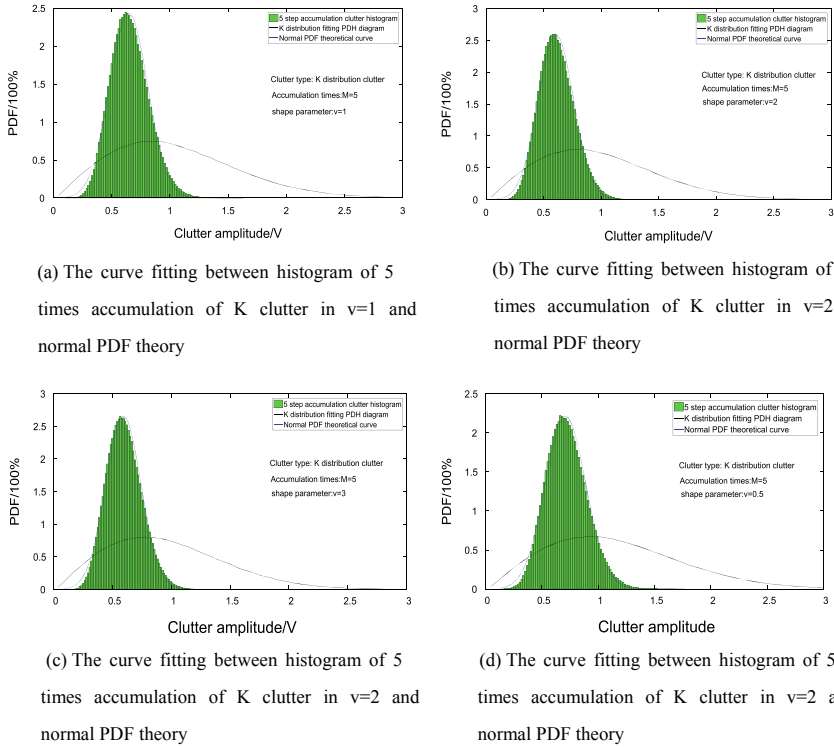 2.5
2
1.5
1
0.5
0
PDF/100%
5 step accumulation clutter histogram
K distribution fitting PDH diagram
Normal PDF theoretical curve
Clutter type: K distribution clutter
Accumulation times:M=5
shape parameter:v=1
0 0.5 1 1.5 2 2.5 3
Clutter amplitude/V
(a) The curve fitting between histogram of 5
times accumulation of K clutter in v=1 and
normal PDF theory
3
2.5
2
1.5
1
0.5
0
PDF/100%
5 step accumulation clutter histogram
K distribution fitting PDH diagram
Normal PDF theoretical curve
Clutter type: K distribution clutter
Accumulation times:M=5
shape parameter:v=2
0 0.5 1 1.5 2 2.5 3
Clutter amplitude/V
(b) The curve fitting between histogram of
times accumulation of K clutter in v=2
normal PDF theory
3
2.5
2
1.5
1
0.5
0
PDF/100%
5 step accumulation clutter histogram
K distribution fitting PDH diagram
Normal PDF theoretical curve
Clutter type: K distribution clutter
Accumulation times:M=5
shape parameter:v=3
0 0.5 1 1.5 2 2.5 3
Clutter amplitude/V
(c) The curve fitting between histogram of 5
times accumulation of K clutter in v=2 and
normal PDF theory
2.5
2
1.5
1
0.5
0
PDF/100%
5 step accumulation clutter histogram
K distribution fitting PDH diagram
Normal PDF theoretical curve
Clutter type: K distribution clutter
Accumulation times:M=5
shape parameter:v=0.5
0 0.5 1 1.5 2 2.5 3
Clutter amplitude
(d) The curve fitting between histogram of 5
times accumulation of K clutter in v=2 a
normal PDF theory